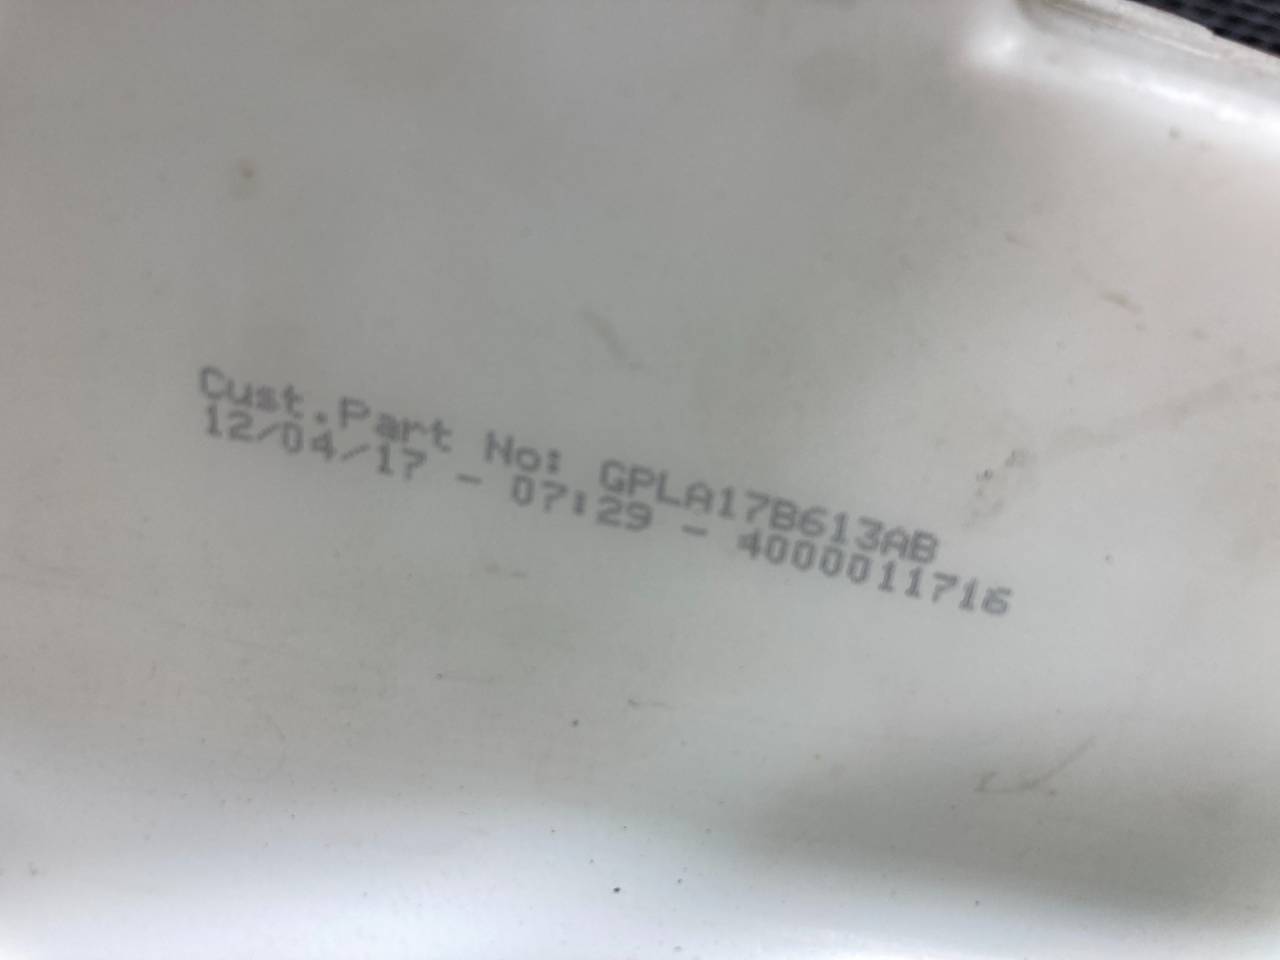 Cust.Part No: GPLA17B613AB
12/04/17 - 07:29 - 4000011716